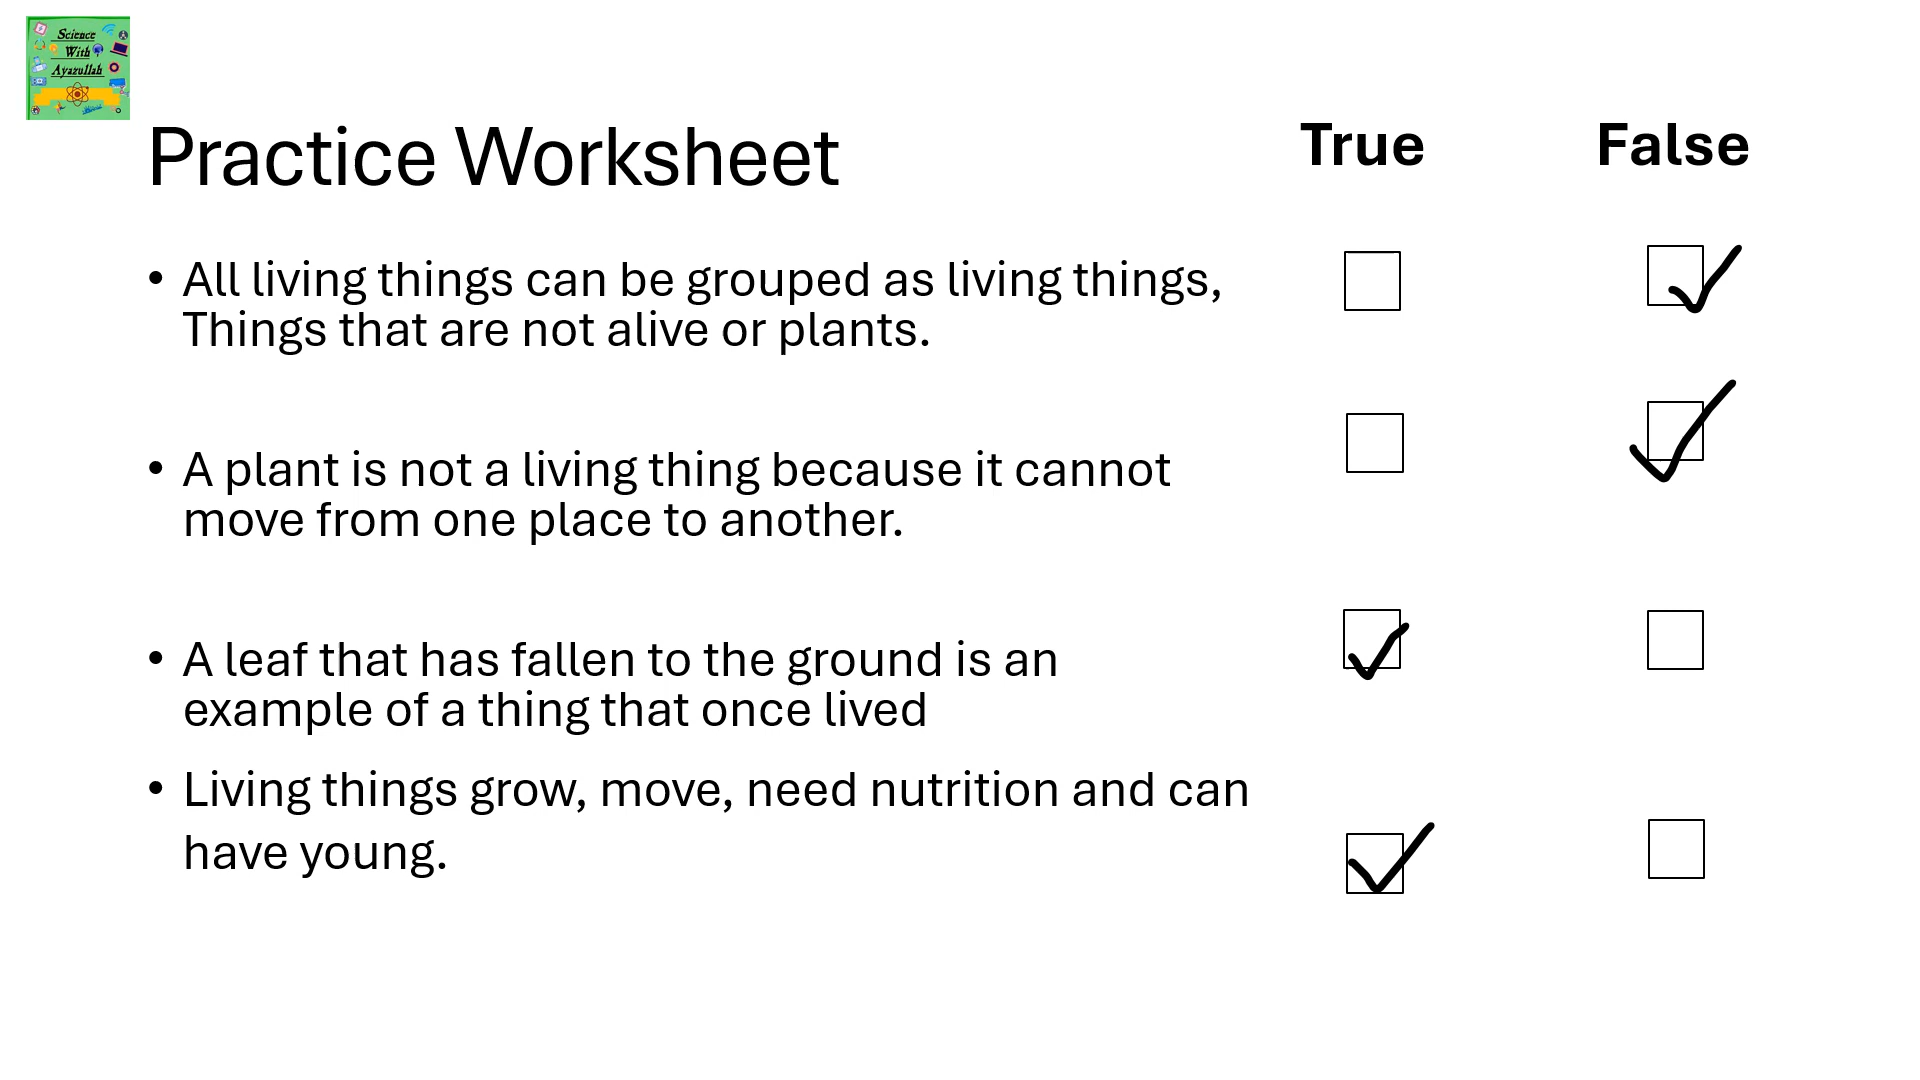 Science
With
Ayazullah
Practice Worksheet
True
False
• All living things can be grouped as living things,
Things that are not alive or plants.
• A plant is not a living thing because it cannot
move from one place to another.
• A leaf that has fallen to the ground is an
example of a thing that once lived
• Living things grow, move, need nutrition and can
have young.